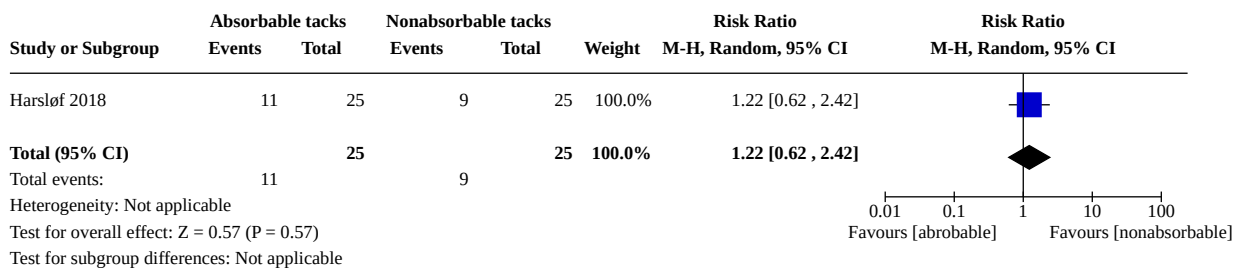 Absorbable tacks Nonabsorbable tacks Risk Ratio Risk Ratio
Study or Subgroup Events Total Events Total Weight M-H, Random, 95% CI M-H, Random, 95% CI
Harsløf 2018 11 25 9 25 100.0% 1.22 [0.62 , 2.42]
Total (95% CI) 25 25 100.0% 1.22 [0.62 , 2.42]
Total events: 11 9
Heterogeneity: Not applicable 0.01 0.1 1 10 100
Test for overall effect: Z = 0.57 (P = 0.57) Favours [abrobable] Favours [nonabsorbable]
Test for subgroup differences: Not applicable